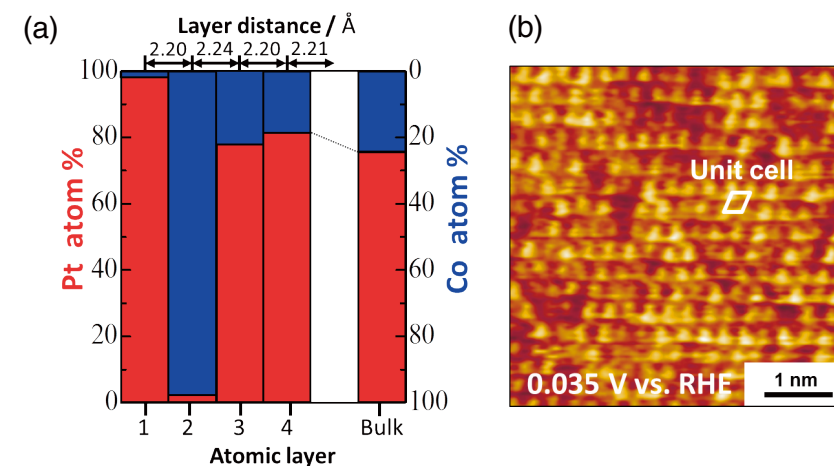 (a)
Layer distance / Å
2.20 2.24 2.20 2.21
100
80
60
40
20
0
Pt atom %
0
20
40
60
80
100
Co atom %
1 2 3 4 Bulk
Atomic layer
(b)
Unit cell
0.035 V vs. RHE
1 nm